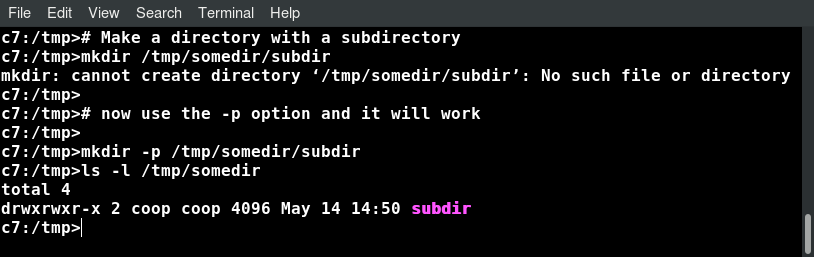 File Edit View Search Terminal Help
c7:/tmp># Make a directory with a subdirectory
c7:/tmp>mkdir /tmp/somedir/subdir
mkdir: cannot create directory ‘/tmp/somedir/subdir’: No such file or directory
c7:/tmp>
c7:/tmp># now use the -p option and it will work
c7:/tmp>
c7:/tmp>mkdir -p /tmp/somedir/subdir
c7:/tmp>ls -l /tmp/somedir
total 4
drwxrwxr-x 2 coop coop 4096 May 14 14:50 subdir
c7:/tmp>